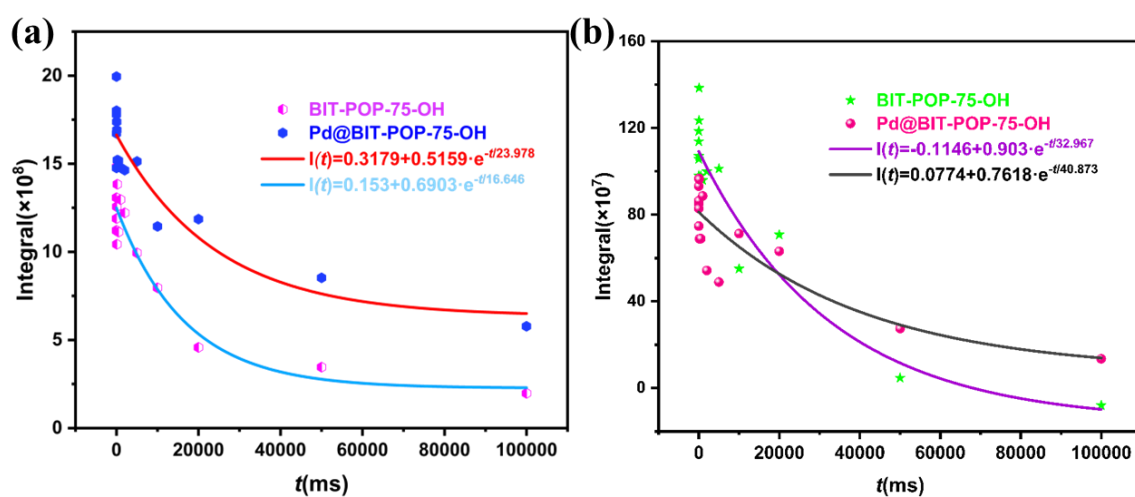 (a)
Integral(×10⁸)
20
15
10
5
0
BIT-POP-75-OH
Pd@BIT-POP-75-OH
I(t)=0.3179+0.5159·e^-t/23.978
I(t)=0.153+0.6903·e^-t/16.646
0 20000 40000 60000 80000 100000
t(ms)
(b)
Integral(×10⁷)
160
120
80
40
0
BIT-POP-75-OH
Pd@BIT-POP-75-OH
I(t)=-0.1146+0.903·e^-t/32.967
I(t)=0.0774+0.7618·e^-t/40.873
0 20000 40000 60000 80000 100000
t(ms)